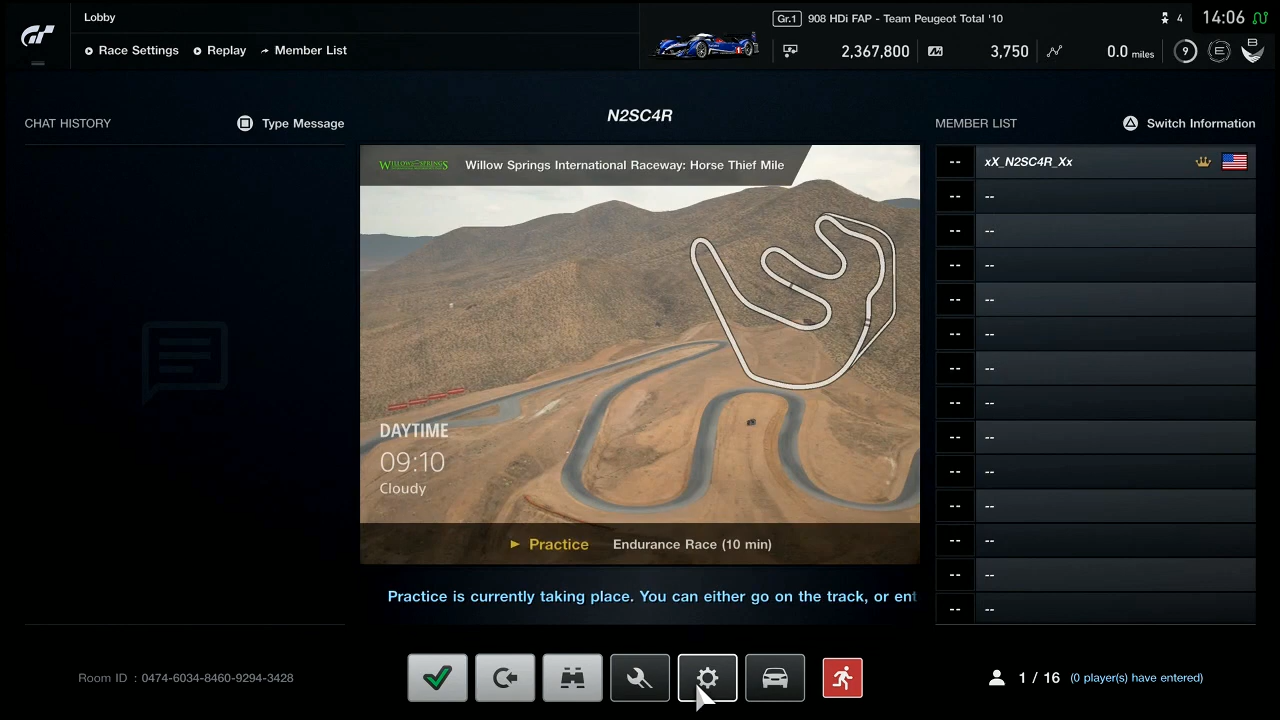 Lobby
Race Settings
Replay
Member List
Gr.1
908 HDi FAP - Team Peugeot Total '10
4
14:06
2,367,800
3,750
0.0 miles
9
E
B
CHAT HISTORY
Type Message
N2SC4R
MEMBER LIST
Switch Information
WILLOW SPRINGS
Willow Springs International Raceway: Horse Thief Mile
-- xX_N2SC4R_Xx
-- --
-- --
-- --
-- --
-- --
-- --
-- --
-- --
-- --
-- --
-- --
-- --
-- --
DAYTIME
09:10
Cloudy
Practice Endurance Race (10 min)
Practice is currently taking place. You can either go on the track, or ent
Room ID : 0474-6034-8460-9294-3428
1 / 16 (0 player(s) have entered)